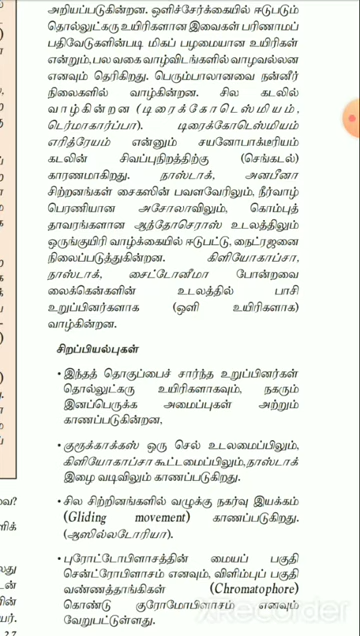 அறியப்படுகின்றன. ஒளிச்சேர்க்கையில் ஈடுபடும்
தொல்லுட்கரு உயிரிகளான இவைகள் பரிணாமப்
பதிவேடுகளின்படி மிகப் பழமையான உயிரிகள்
என்றும், பல வகை வாழ்விடங்களில் வாழவல்லன
எனவும் தெரிகிறது. பெரும்பாலானவை நன்னீர்
நிலைகளில் வாழ்கின்றன. சில கடலில்
வாழ்கின்றன (டிரைக்கோடெஸ்மியம்,
டெர்மாகார்ப்பா). டிரைக்கோடெஸ்மியம்
எரித்ரேயம் என்னும் சயனோபாக்டீரியம்
கடலின் சிவப்புநிறத்திற்கு (செங்கடல்)
காரணமாகிறது. நாஸ்டாக், அனபீனா
சிற்றினங்கள் சைகஸின் பவளவேரிலும், நீர்வாழ்
பெரணியான அசோலாவிலும், கொம்புத்
தாவரங்களான ஆந்தோசெராஸ் உடலத்திலும்
ஒருங்குயிரி வாழ்க்கையில் ஈடுபட்டு, நைட்ரஜனை
நிலைப்படுத்துகின்றன. கிளியோகாப்சா,
நாஸ்டாக், சைட்டோனீமா போன்றவை
லைக்கென்களின் உடலத்தில் பாசி
உறுப்பினர்களாக (ஒளி உயிரிகளாக)
வாழ்கின்றன.
சிறப்பியல்புகள்
• இந்தத் தொகுப்பைச் சார்ந்த உறுப்பினர்கள்
தொல்லுட்கரு உயிரிகளாகவும், நகரும்
இனப்பெருக்க அமைப்புகள் அற்றும்
காணப்படுகின்றன,
• குரூக்காக்கஸ் ஒரு செல் உடலமைப்பிலும்,
கிளியோகாப்சா கூட்டமைப்பிலும், நாஸ்டாக்
இழை வடிவிலும் காணப்படுகிறது.
• சில சிற்றினங்களில் வழுக்கு நகர்வு இயக்கம்
(Gliding movement) காணப்படுகிறது.
(ஆஸில்லடோரியா).
• புரோட்டோபிளாசத்தின் மையப் பகுதி
சென்ட்ரோபிளாசம் எனவும், விளிம்புப் பகுதி
வண்ணத்தாங்கிகள் (Chromatophore)
கொண்டு குரோமோபிளாசம் எனவும்
வேறுபட்டுள்ளது.